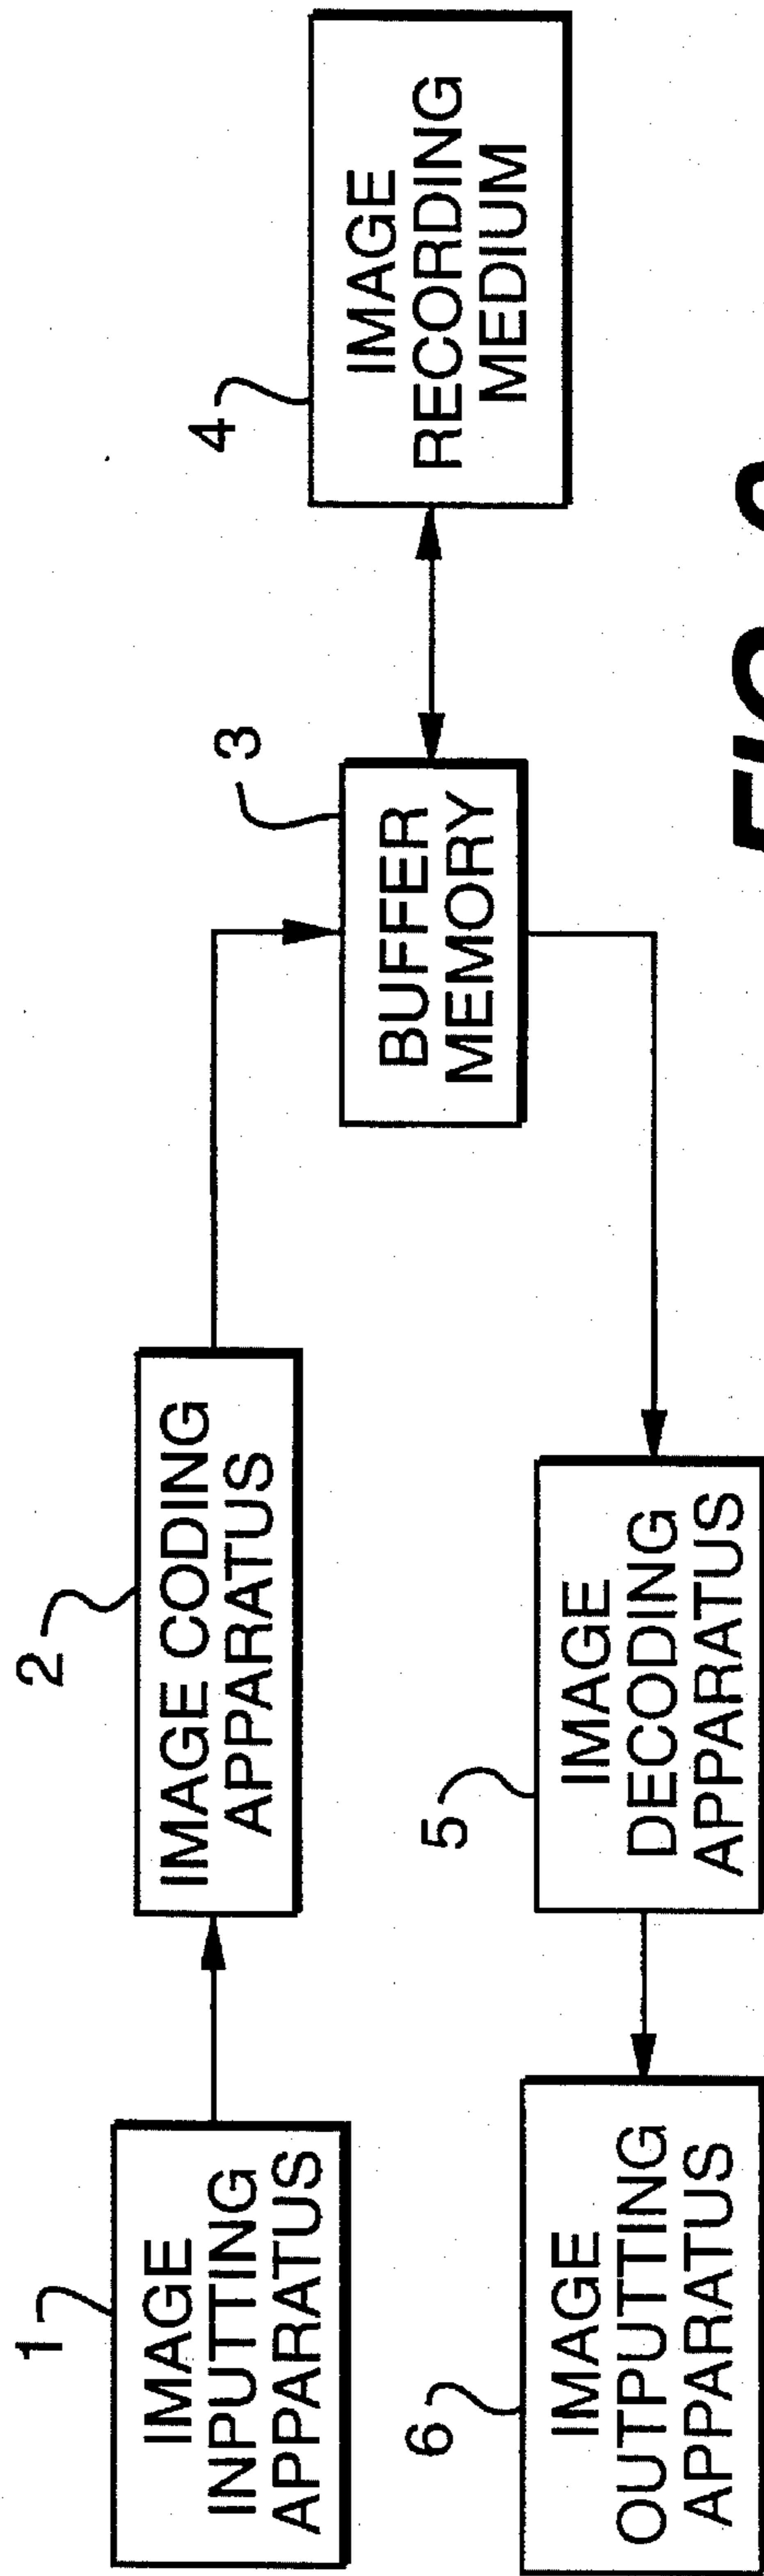 1
IMAGE
INPUTTING
APPARATUS
2
IMAGE CODING
APPARATUS
3
BUFFER
MEMORY
4
IMAGE
RECORDING
MEDIUM
5
IMAGE
DECODING
APPARATUS
6
IMAGE
OUTPUTTING
APPARATUS
FIG.